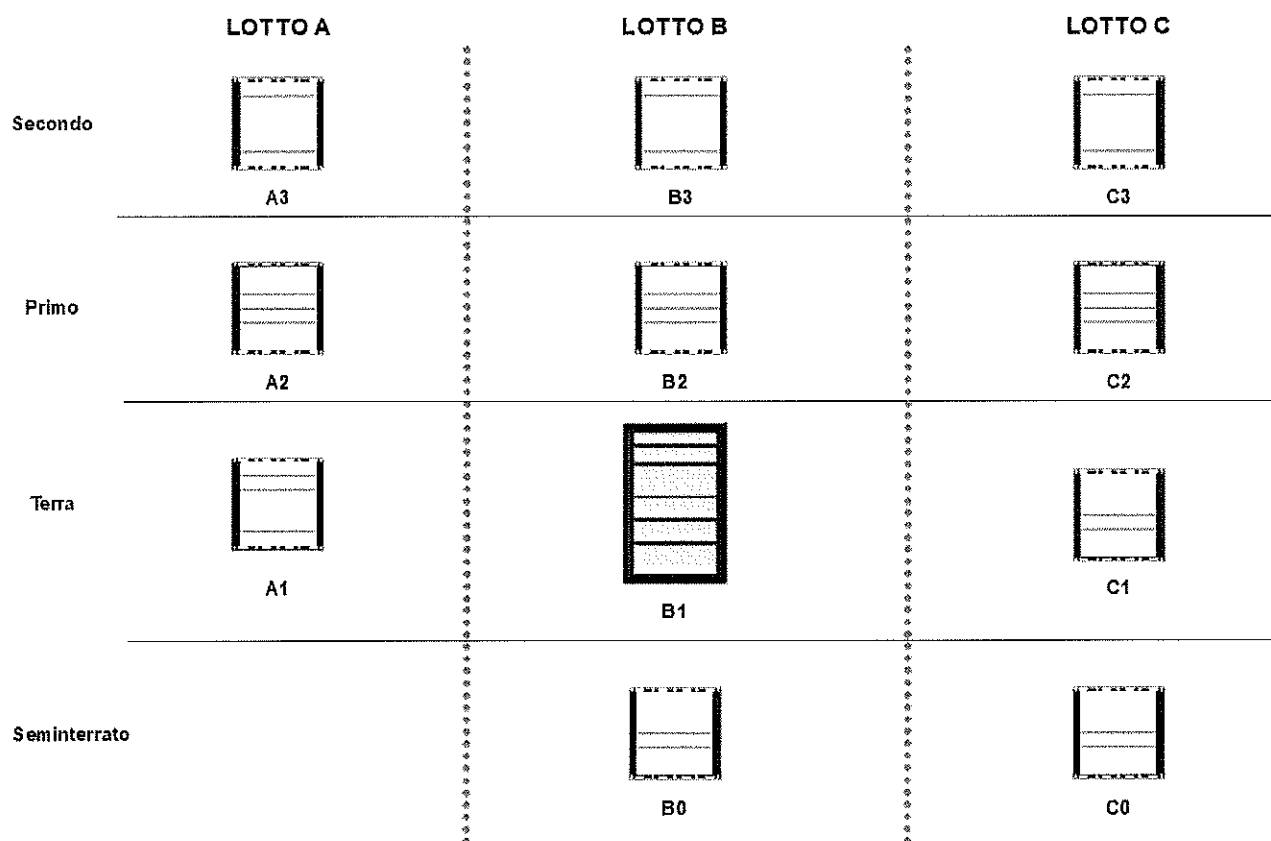 LOTTO A LOTTO B LOTTO C
Secondo
A3 B3 C3
Primo
A2 B2 C2
Terra
A1 B1 C1
Seminterrato
B0 C0